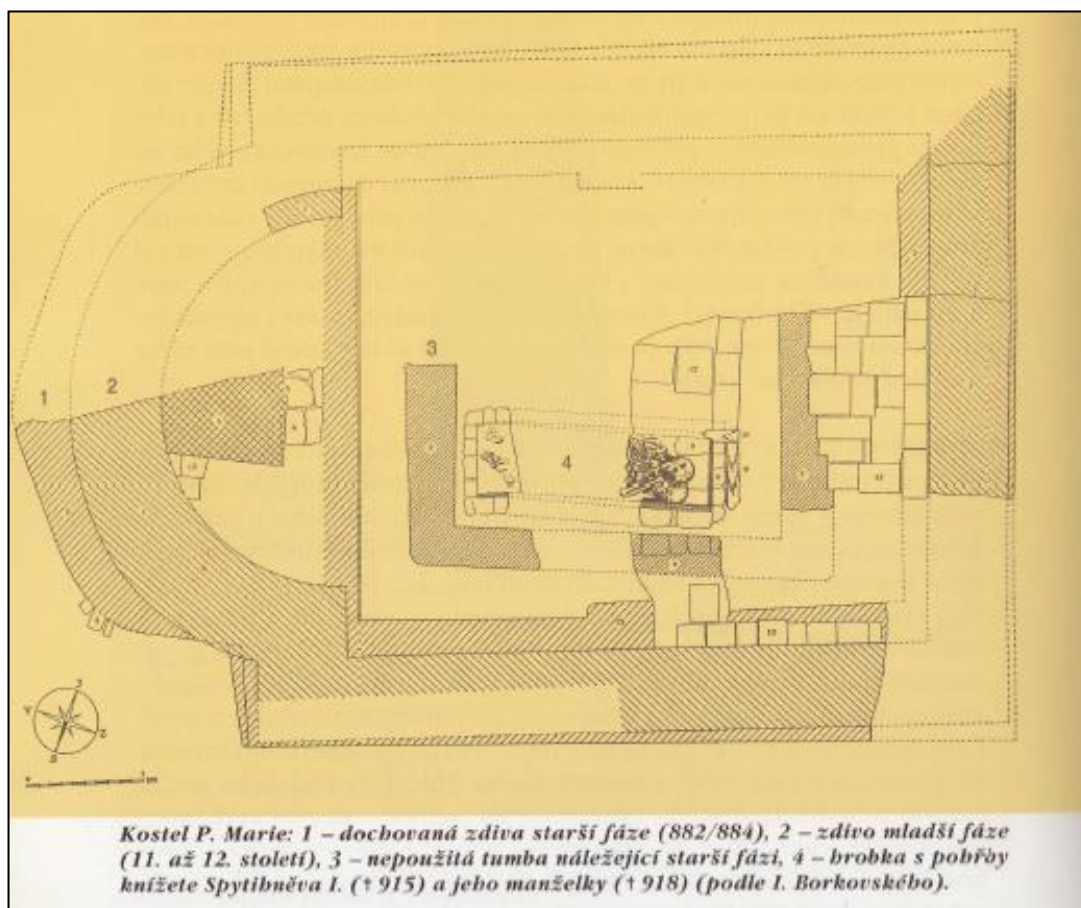 1
2
3
4
Kostel P. Marie: 1 – dochovaná zdiva starší fáze (882/884), 2 – zdivo mladší fáze
(11. až 12. století), 3 – nepoužitá tumba náležející starší fázi, 4 – hrobka s pohřby
knížete Spytihněva I. († 915) a jeho manželky († 918) (podle I. Borkovského).